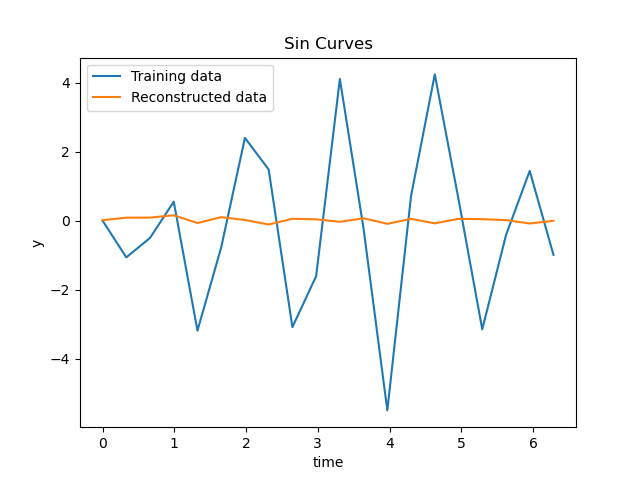 Sin Curves
Training data
Reconstructed data
4
2
0
−2
−4
y
0 1 2 3 4 5 6
time